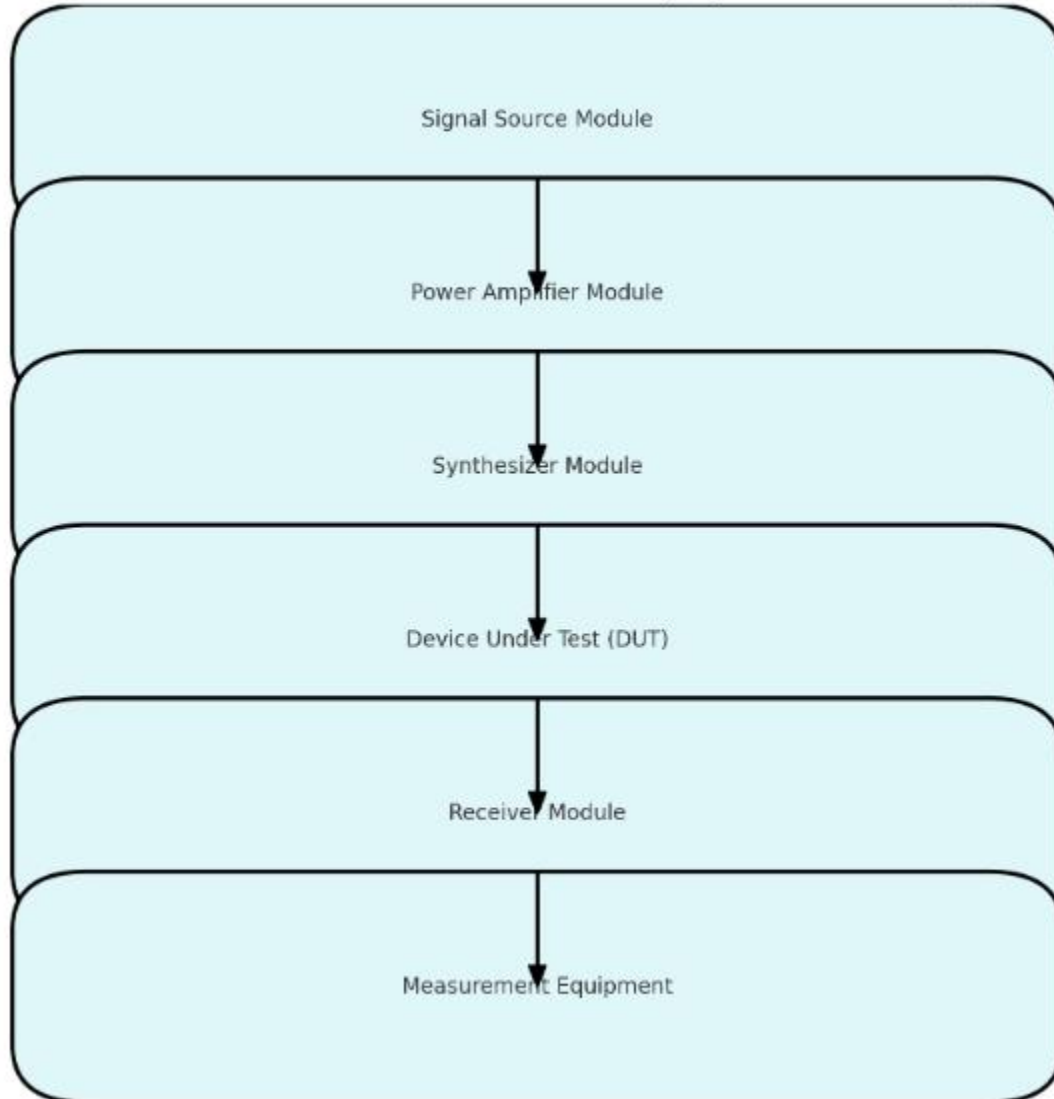 Signal Source Module
Power Amplifier Module
Synthesizer Module
Device Under Test (DUT)
Receiver Module
Measurement Equipment